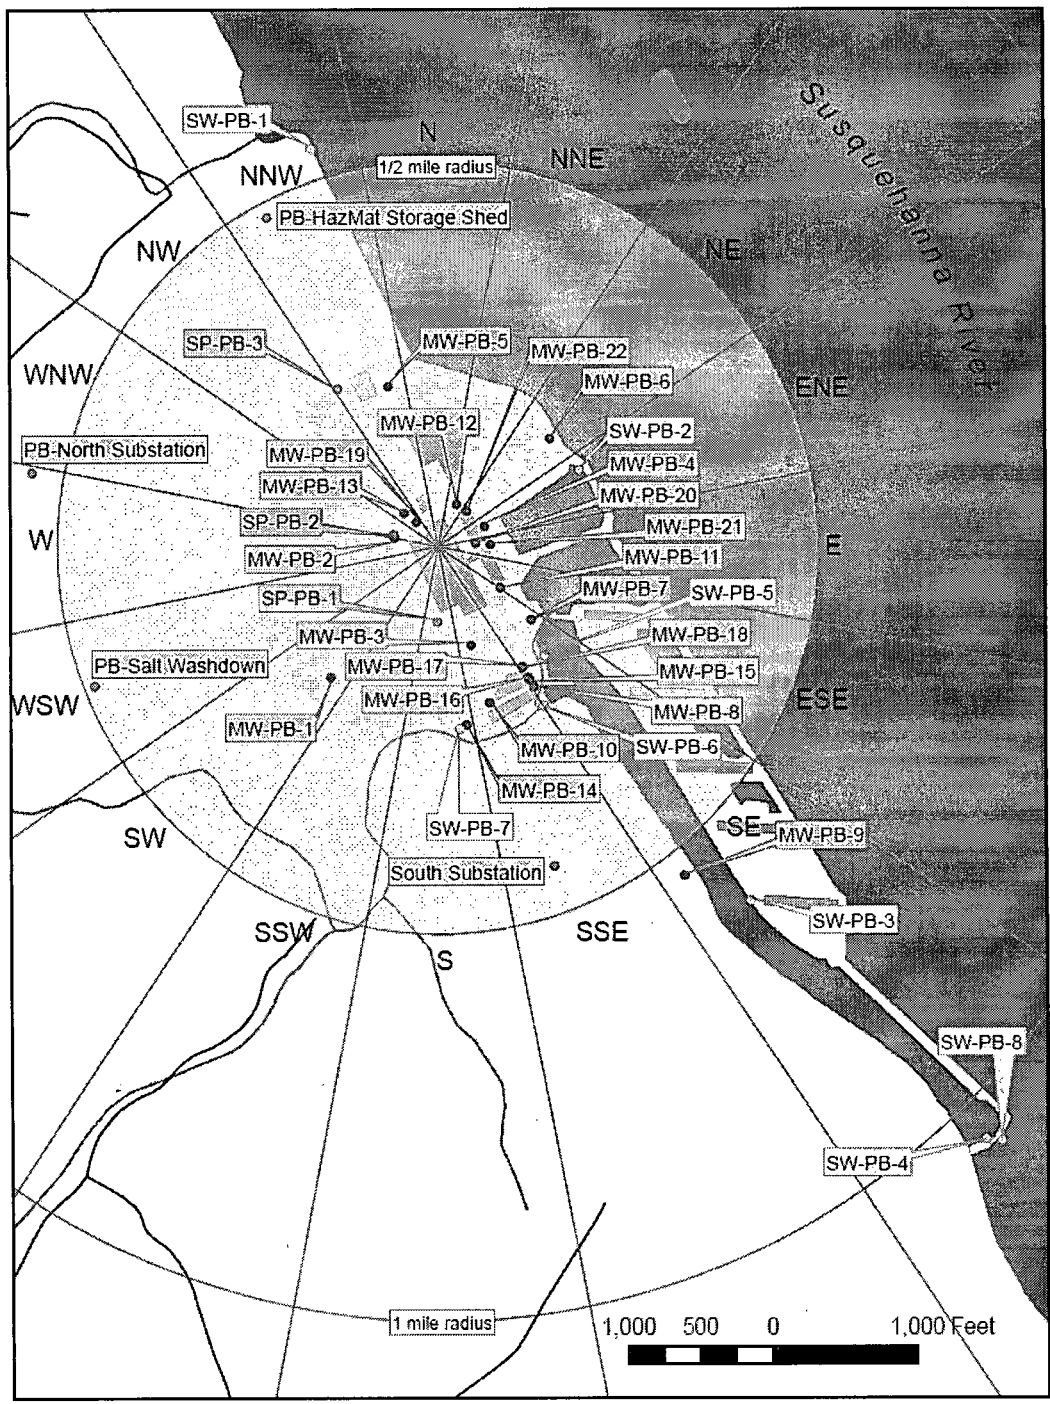 SW-PB-1
N
NNE
1/2 mile radius
NNW
PB-HazMat Storage Shed
NW
NE
Susquehanna River
SP-PB-3
MW-PB-5
MW-PB-22
WNW
MW-PB-6
ENE
MW-PB-12
SW-PB-2
PB-North Substation
MW-PB-19
MW-PB-4
MW-PB-13
MW-PB-20
SP-PB-2
MW-PB-21
W
E
MW-PB-2
MW-PB-11
SP-PB-1
MW-PB-7
SW-PB-5
MW-PB-3
MW-PB-18
PB-Salt Washdown
MW-PB-17
MW-PB-15
WSW
MW-PB-16
ESE
MW-PB-8
MW-PB-1
MW-PB-10
SW-PB-6
MW-PB-14
SW-PB-7
SE
MW-PB-9
SW
South Substation
SW-PB-3
SSW
SSE
S
SW-PB-8
SW-PB-4
1 mile radius
1,000 500 0 1,000 Feet